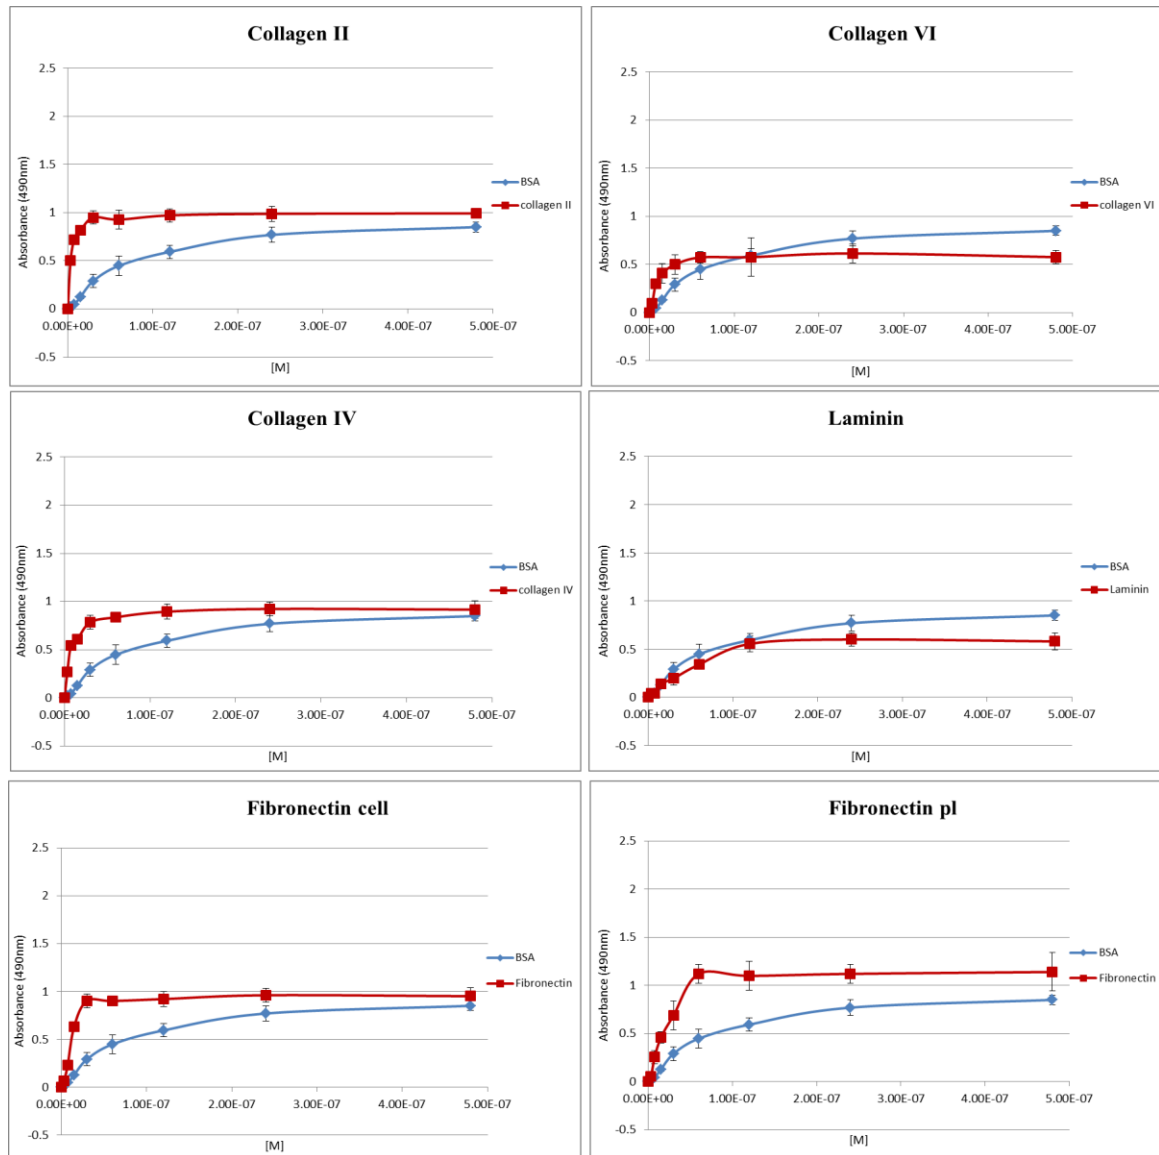 Collagen II
2.5
2
1.5
1
0.5
0
-0.5
Absorbance (490nm)
0.00E+00 1.00E-07 2.00E-07 3.00E-07 4.00E-07 5.00E-07
[M]
BSA
collagen II
Collagen VI
2.5
2
1.5
1
0.5
0
-0.5
Absorbance (490nm)
0.00E+00 1.00E-07 2.00E-07 3.00E-07 4.00E-07 5.00E-07
[M]
BSA
collagen VI
Collagen IV
2.5
2
1.5
1
0.5
0
-0.5
Absorbance (490nm)
0.00E+00 1.00E-07 2.00E-07 3.00E-07 4.00E-07 5.00E-07
[M]
BSA
collagen IV
Laminin
2.5
2
1.5
1
0.5
0
-0.5
Absorbance (490nm)
0.00E+00 1.00E-07 2.00E-07 3.00E-07 4.00E-07 5.00E-07
[M]
BSA
Laminin
Fibronectin cell
2.5
2
1.5
1
0.5
0
-0.5
Absorbance (490nm)
0.00E+00 1.00E-07 2.00E-07 3.00E-07 4.00E-07 5.00E-07
[M]
BSA
Fibronectin
Fibronectin pl
2.5
2
1.5
1
0.5
0
-0.5
Absorbance (490nm)
0.00E+00 1.00E-07 2.00E-07 3.00E-07 4.00E-07 5.00E-07
[M]
BSA
Fibronectin